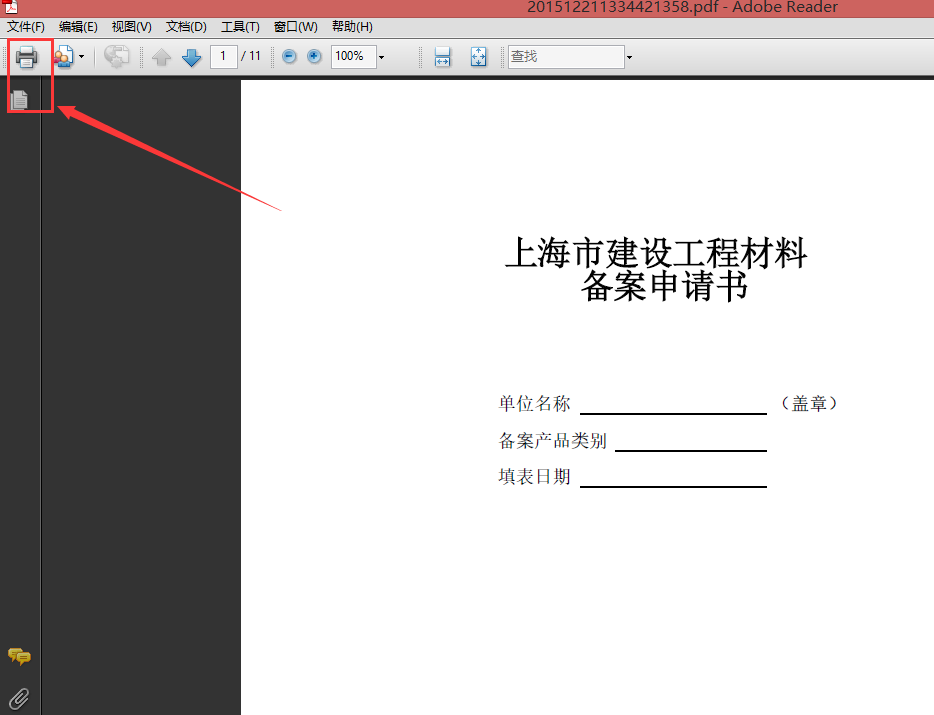 201512211334421358.pdf - Adobe Reader
文件(F) 编辑(E) 视图(V) 文档(D) 工具(T) 窗口(W) 帮助(H)
1 / 11 100% 查找
上海市建设工程材料
备案申请书
单位名称 （盖章）
备案产品类别
填表日期